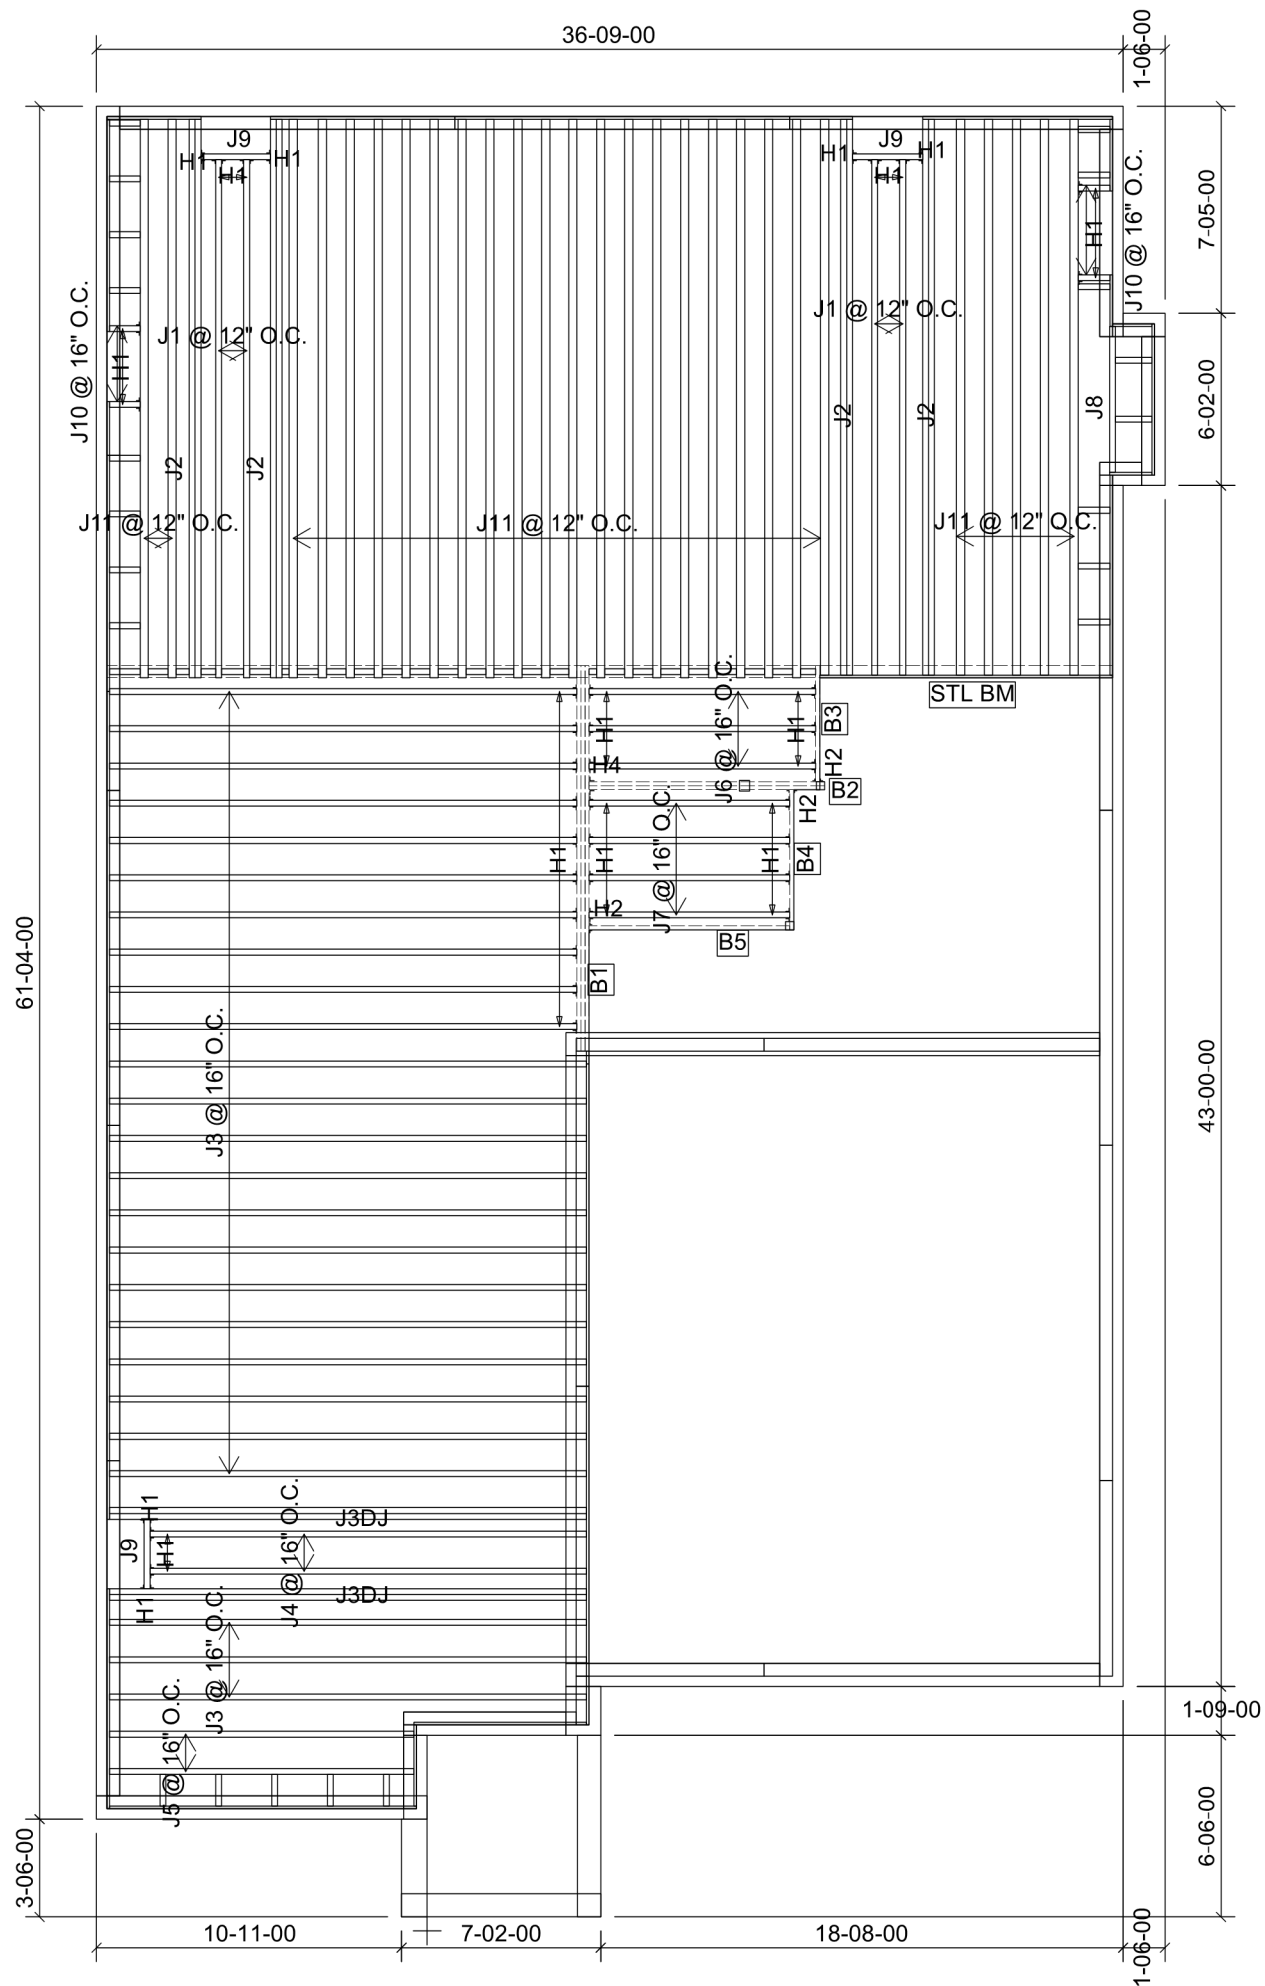 36-09-00
1-06-00
J9
J9
H1
H1
H1
H1
H1
H1
J10 @ 16" O.C.
7-05-00
H1
J10 @ 16" O.C.
J1 @ 12" O.C.
J1 @ 12" O.C.
H1
J8
6-02-00
J2
J2
J2
J2
J11 @ 12" O.C.
J11 @ 12" O.C.
J11 @ 12" O.C.
STL BM
J6 @ 16" O.C.
H1
H1
B3
H4
H2
B2
H2
J7 @ 16" O.C.
H1
H1
H1
B4
H2
B5
B1
61-04-00
43-00-00
J3 @ 16" O.C.
H1
J3DJ
J9
H1
J4 @ 16" O.C.
J3DJ
H1
J3 @ 16" O.C.
J5 @ 16" O.C.
1-09-00
6-06-00
3-06-00
10-11-00
7-02-00
18-08-00
1-06-00